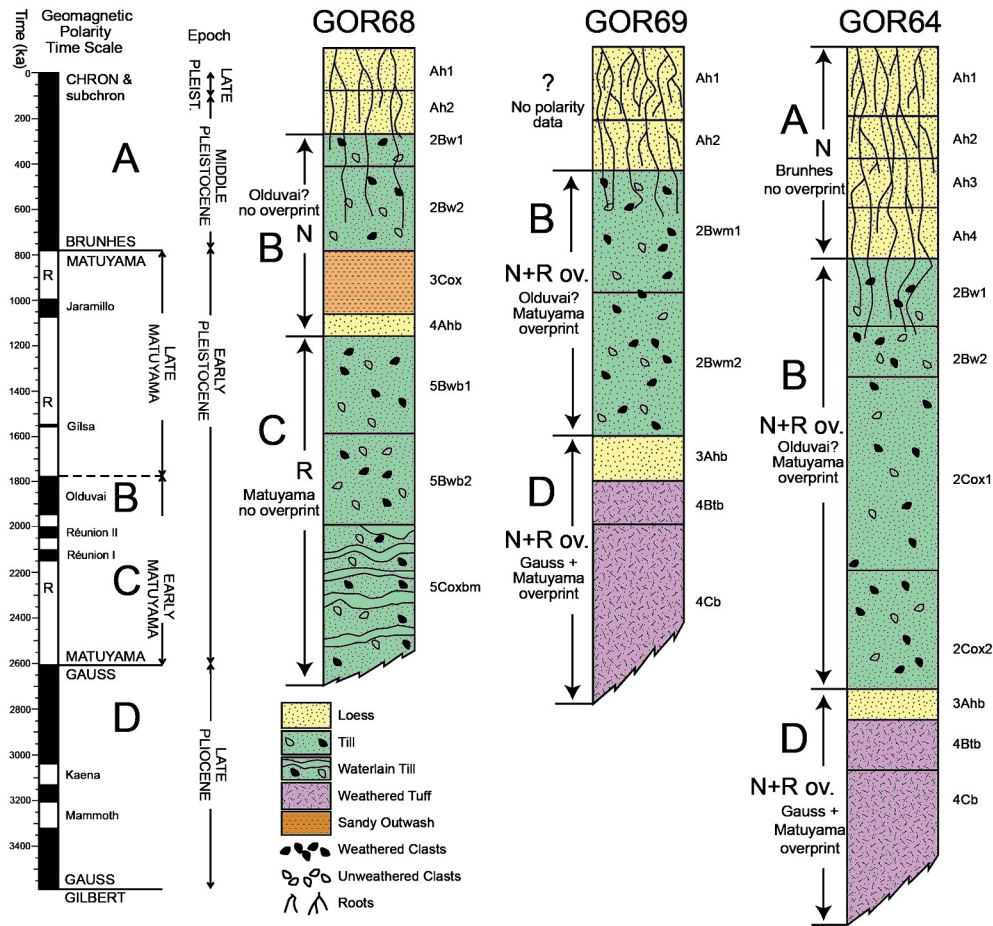 GOR68
GOR69
GOR64
Time (ka)
Geomagnetic
Polarity
Time Scale
Epoch
0
200
400
600
800
1000
1200
1400
1600
1800
2000
2200
2400
2600
2800
3000
3200
3400
CHRON &
subchron
A
BRUNHES
MATUYAMA
R
Jaramillo
R
Gilsa
B
Olduvai
Réunion II
Réunion I
C
R
MATUYAMA
GAUSS
D
Kaena
Mammoth
GAUSS
GILBERT
LATE
MATUYAMA
EARLY
MATUYAMA
LATE
PLEIST.
MIDDLE
PLEISTOCENE
EARLY
PLEISTOCENE
LATE
PLIOCENE
Olduvai?
no overprint
B
N
C
R
Matuyama
no overprint
Ah1
Ah2
2Bw1
2Bw2
3Cox
4Ahb
5Bwb1
5Bwb2
5Coxbm
?
No polarity
data
B
N+R ov.
Olduvai?
Matuyama
overprint
D
N+R ov.
Gauss +
Matuyama
overprint
Ah1
Ah2
2Bwm1
2Bwm2
3Ahb
4Btb
4Cb
A
N
Brunhes
no overprint
B
N+R ov.
Olduvai?
Matuyama
overprint
D
N+R ov.
Gauss +
Matuyama
overprint
Ah1
Ah2
Ah3
Ah4
2Bw1
2Bw2
2Cox1
2Cox2
3Ahb
4Btb
4Cb
Loess
Till
Waterlain Till
Weathered Tuff
Sandy Outwash
Weathered Clasts
Unweathered Clasts
Roots